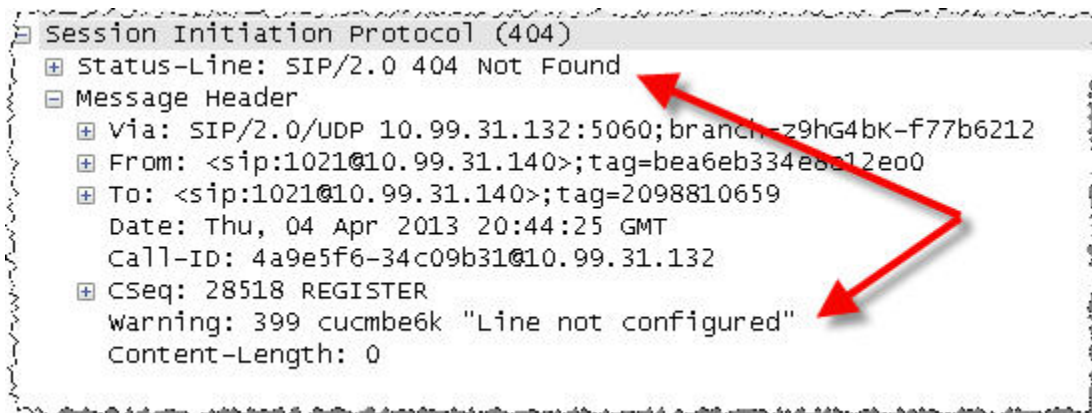 Session Initiation Protocol (404)
Status-Line: SIP/2.0 404 Not Found
Message Header
Via: SIP/2.0/UDP 10.99.31.132:5060;branch=z9hG4bK-f77b6212
From: <sip:1021@10.99.31.140>;tag=bea6eb334e8c12eo0
To: <sip:1021@10.99.31.140>;tag=2098810659
Date: Thu, 04 Apr 2013 20:44:25 GMT
Call-ID: 4a9e5f6-34c09b31@10.99.31.132
CSeq: 28518 REGISTER
Warning: 399 cucmbe6k "Line not configured"
Content-Length: 0